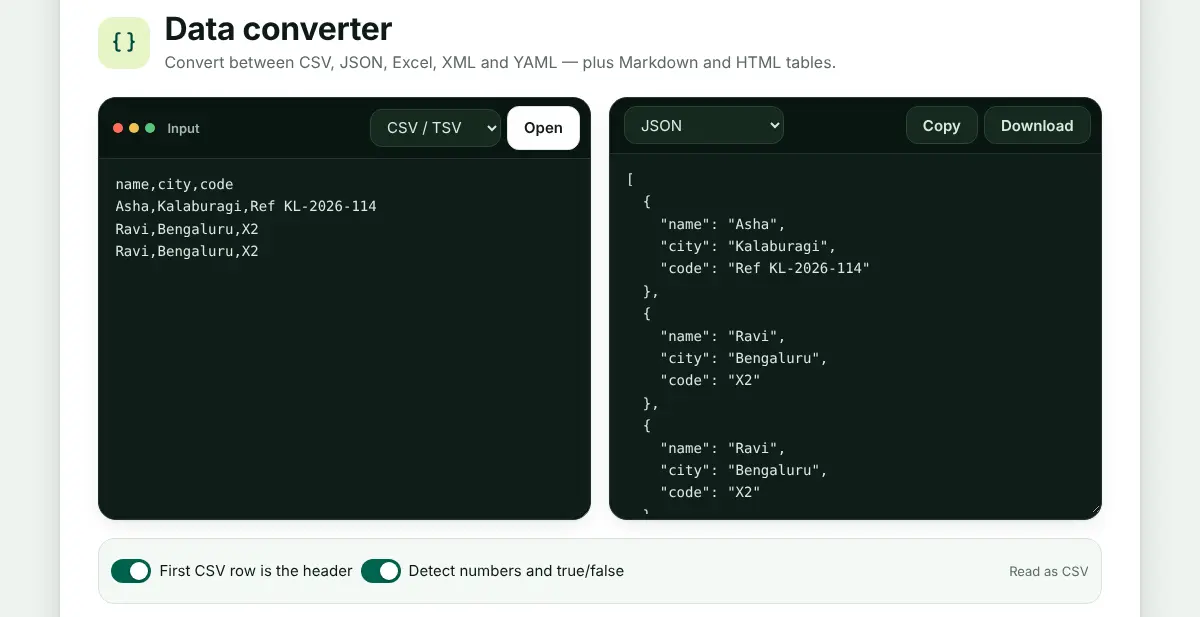 { }
Data converter
Convert between CSV, JSON, Excel, XML and YAML — plus Markdown and HTML tables.
Input
CSV / TSV
Open
name,city,code
Asha,Kalaburagi,Ref KL-2026-114
Ravi,Bengaluru,X2
Ravi,Bengaluru,X2
JSON
Copy
Download
[
  {
    "name": "Asha",
    "city": "Kalaburagi",
    "code": "Ref KL-2026-114"
  },
  {
    "name": "Ravi",
    "city": "Bengaluru",
    "code": "X2"
  },
  {
    "name": "Ravi",
    "city": "Bengaluru",
    "code": "X2"
  }
First CSV row is the header
Detect numbers and true/false
Read as CSV